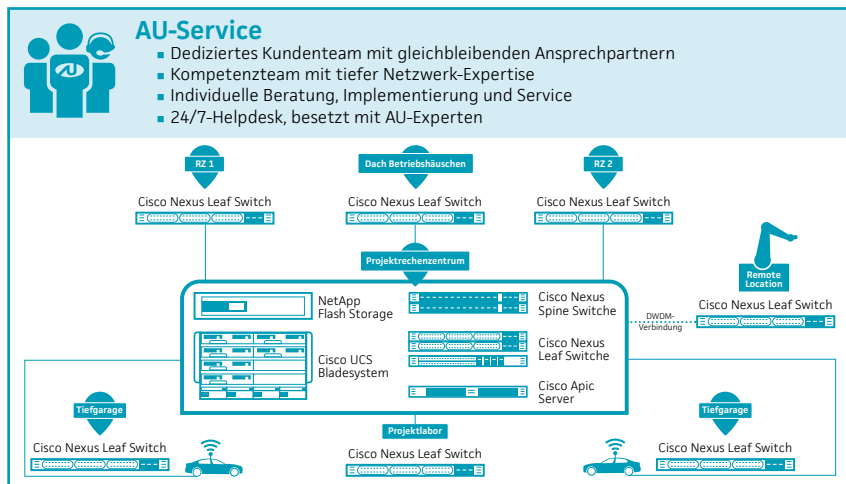 AU-Service
Dediziertes Kundenteam mit gleichbleibenden Ansprechpartnern
Kompetenzteam mit tiefer Netzwerk-Expertise
Individuelle Beratung, Implementierung und Service
24/7-Helpdesk, besetzt mit AU-Experten
AU
RZ 1
Dach Betriebshäuschen
RZ 2
Cisco Nexus Leaf Switch
Cisco Nexus Leaf Switch
Cisco Nexus Leaf Switch
Projektrechenzentrum
Remote
Location
Cisco Nexus Leaf Switch
DWDM-
Verbindung
NetApp
Flash Storage
Cisco Nexus
Spine Switche
Cisco UCS
Bladesystem
Cisco Nexus
Leaf Switche
Cisco Apic
Server
Tiefgarage
Cisco Nexus Leaf Switch
Projektlabor
Cisco Nexus Leaf Switch
Tiefgarage
Cisco Nexus Leaf Switch